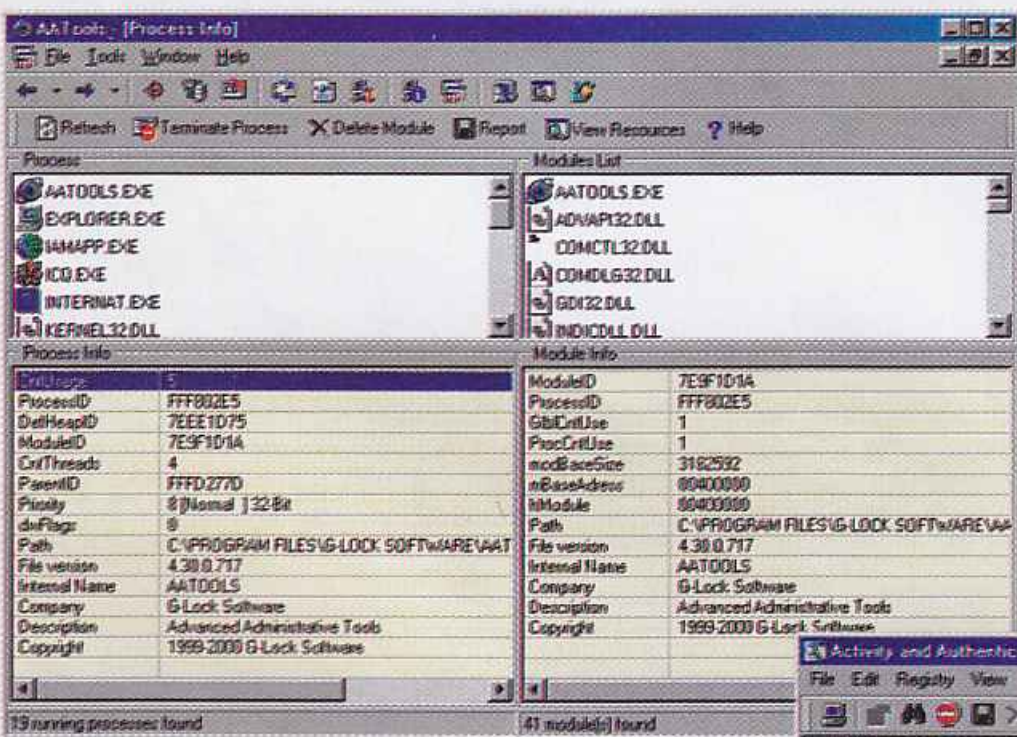 AATools - [Process Info]
File Tools Window Help
Refresh Terminate Process Delete Module Report View Resources Help
Process
AATOOLS.EXE
EXPLORER.EXE
IAMAPP.EXE
ICQ.EXE
INTERNAT.EXE
KERNEL32.DLL
Modules List
AATOOLS.EXE
ADVAPI32.DLL
COMCTL32.DLL
COMDLG32.DLL
GDI32.DLL
INDICDLL.DLL
Process Info
CntUsage 5
ProcessID FFF802E5
DefHeapID 7EEE1D75
ModuleID 7E9F1D1A
CntThreads 4
ParentID FFFD277D
Priority 8 [Normal ] 32-Bit
dwFlags 0
Path C:\PROGRAM FILES\G-LOCK SOFTWARE\AAT
File version 4.30.0.717
Internal Name AATOOLS
Company G-Lock Software
Description Advanced Administrative Tools
Copyright 1999-2000 G-Lock Software
19 running processes found
Module Info
ModuleID 7E9F1D1A
ProcessID FFF802E5
GlblCntUse 1
ProcCntUse 1
modBaseSize 3182592
mBaseAdress 00400000
hModule 00400000
Path C:\PROGRAM FILES\G-LOCK SOFTWARE\AA
File version 4.30.0.717
Internal Name AATOOLS
Company G-Lock Software
Description Advanced Administrative Tools
Copyright 1999-2000 G-Lock Software
41 module(s) found
Activity and Authentic
File Edit Registry View